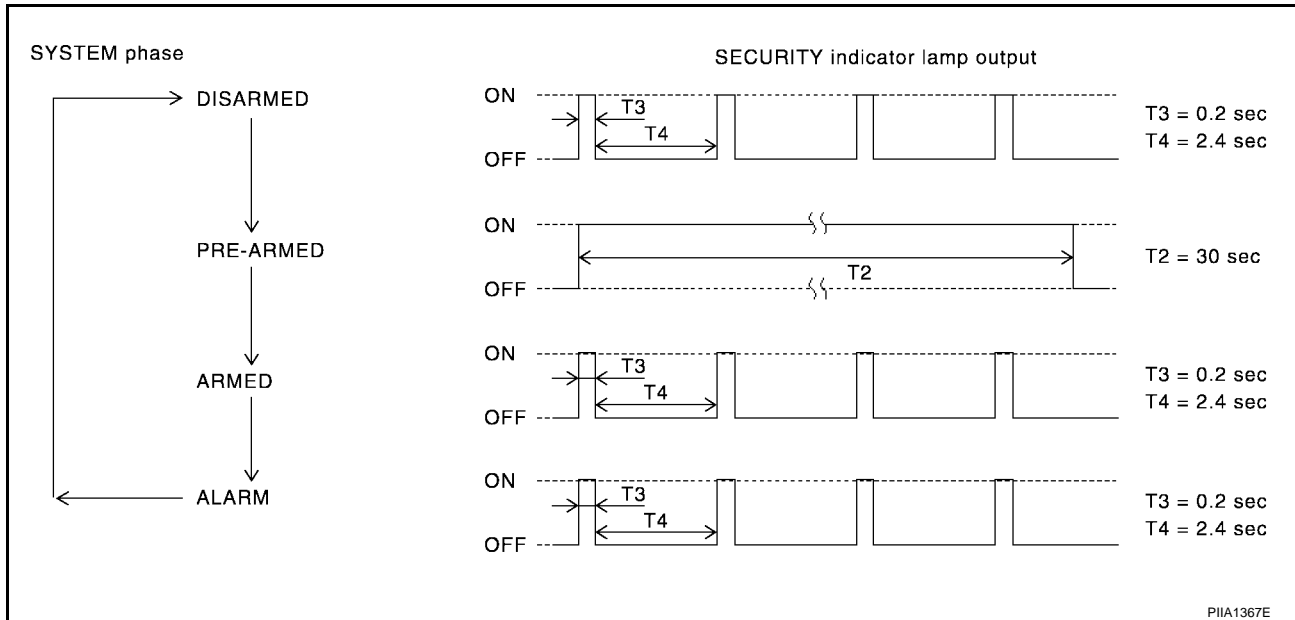 SYSTEM phase
SECURITY indicator lamp output
DISARMED
ON
T3
T4
OFF
T3 = 0.2 sec
T4 = 2.4 sec
PRE-ARMED
ON
T2
OFF
T2 = 30 sec
ARMED
ON
T3
T4
OFF
T3 = 0.2 sec
T4 = 2.4 sec
ALARM
ON
T3
T4
OFF
T3 = 0.2 sec
T4 = 2.4 sec
PIIA1367E